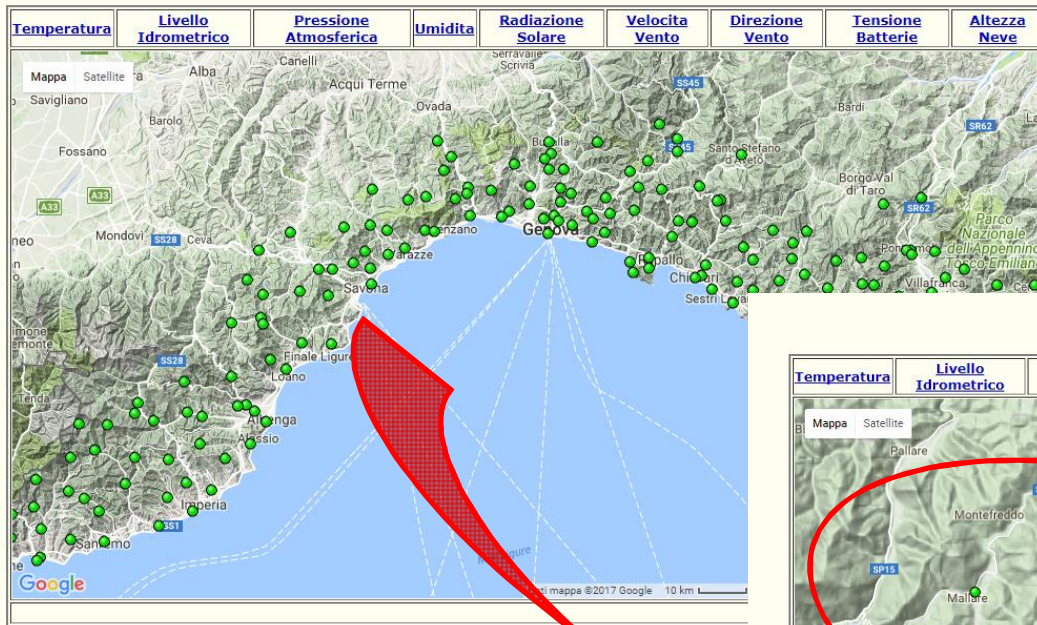 Temperatura
Livello
Idrometrico
Pressione
Atmosferica
Umidita
Radiazione
Solare
Velocita
Vento
Direzione
Vento
Tensione
Batterie
Altezza
Neve
Mappa
Satellite
Alba
Canelli
Serravalle
Scrivia
Acqui Terme
SS45
Savigliano
Ovada
Bardi
Barolo
SR62
Fossano
Santo Stefano
d'Aveto
A33
Borgo Val
di Taro
A33
SR62
Genova
Parco
Nazionale
dell'Appennino
Tosco Emiliano
Mondovì
SS28
Ceva
Rapallo
Villafranca
Savona
Sestri
SS28
Finale Ligure
Tenda
Loano
Albenga
Alassio
Imperia
SS1
Sanremo
Google
mappa ©2017 Google
10 km
Temperatura
Livello
Idrometrico
Mappa
Satellite
Pallare
Montefreddo
SP15
Mallare